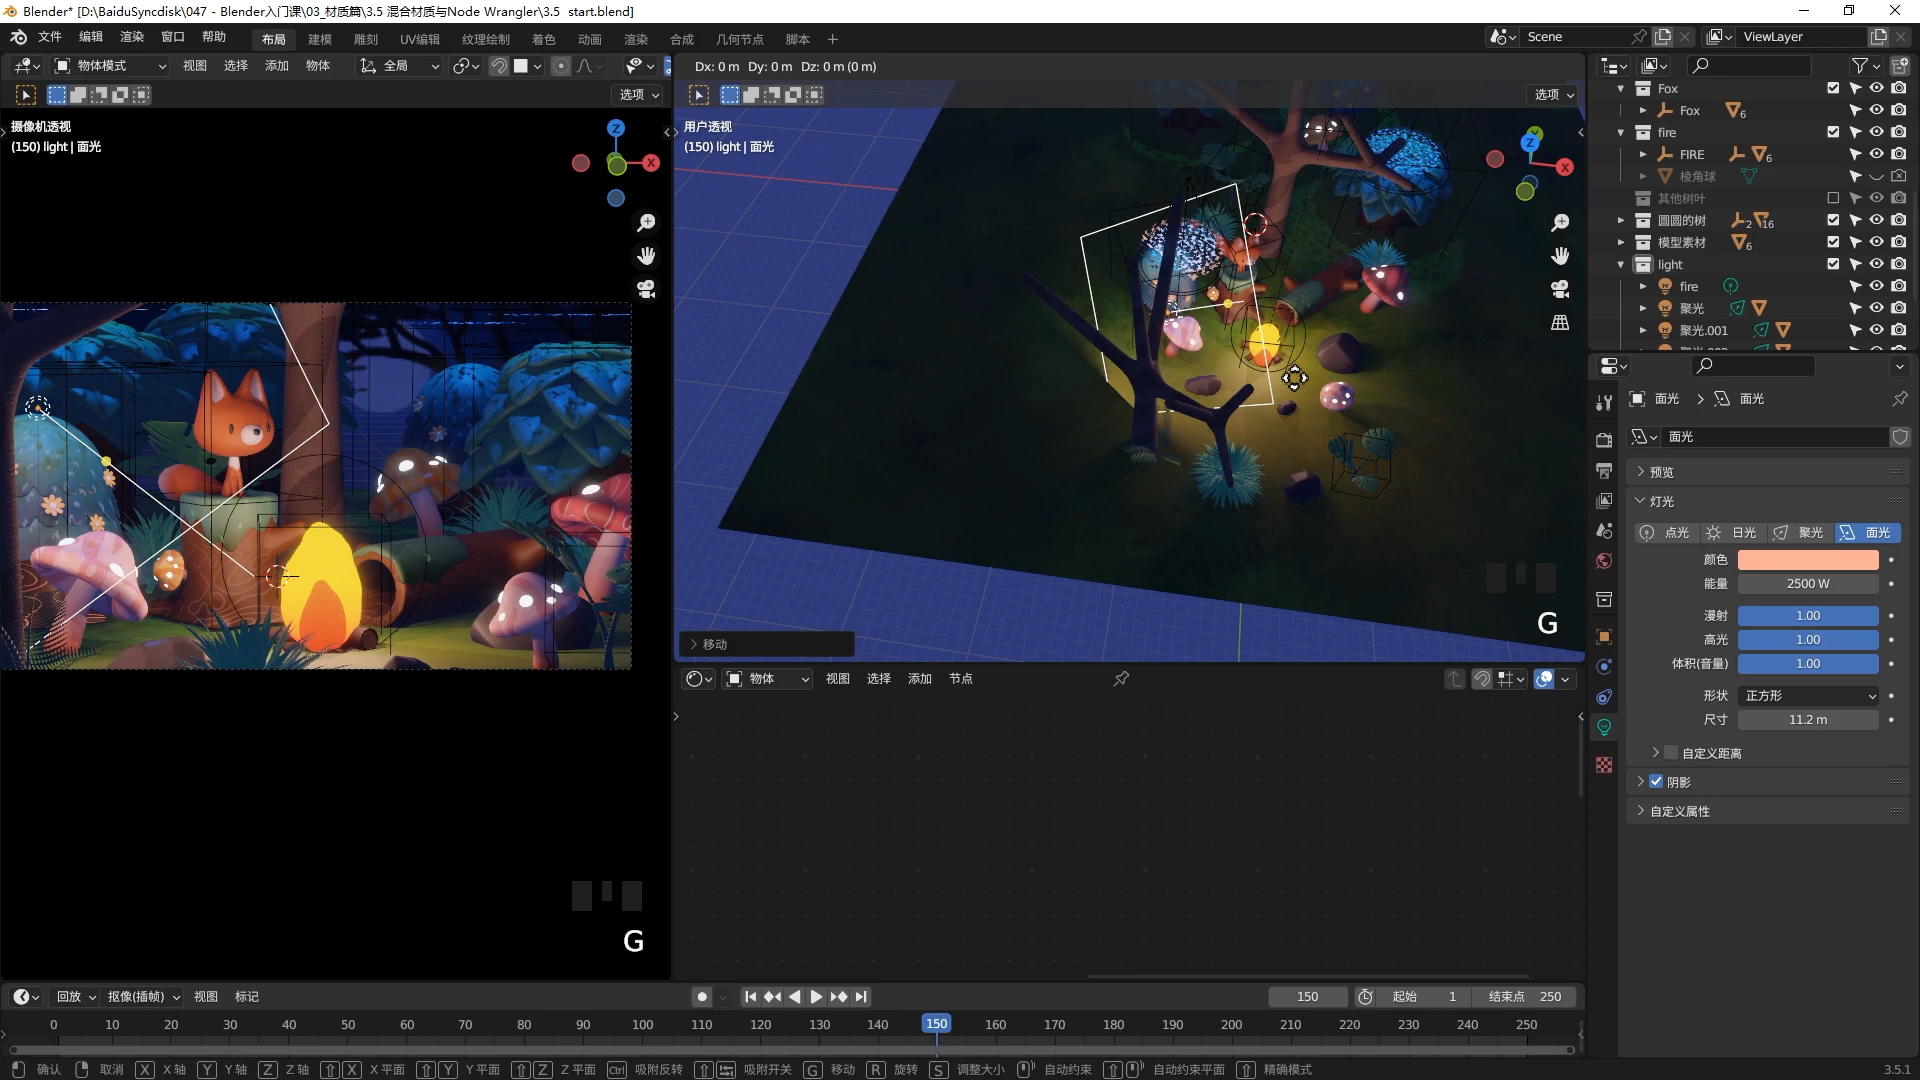 Blender* [D:\BaiduSyncdisk\047 - Blender入门课\03_材质篇\3.5 混合材质与Node Wrangler\3.5  start.blend]
文件 编辑 渲染 窗口 帮助 布局 建模 雕刻 UV编辑 纹理绘制 着色 动画 渲染 合成 几何节点 脚本 + Scene ViewLayer
物体模式 视图 选择 添加 物体 全局
Dx: 0 m   Dy: 0 m   Dz: 0 m (0 m)
选项
选项
摄像机透视
(150) light | 面光
Z
X
用户透视
(150) light | 面光
Y
Z
X
Fox
Fox 6
fire
FIRE 6
棱角球
其他树叶
圆圆的树 2 16
模型素材 6
light
fire
聚光
聚光.001
面光 > 面光
面光
预览
灯光
点光 日光 聚光 面光
颜色
能量 2500 W
漫射 1.00
高光 1.00
体积(音量) 1.00
形状 正方形
尺寸 11.2 m
自定义距离
阴影
自定义属性
G
移动
物体 视图 选择 添加 节点
G
回放 抠像(插帧) 视图 标记
150 起始 1 结束点 250
0 10 20 30 40 50 60 70 80 90 100 110 120 130 140 150 160 170 180 190 200 210 220 230 240 250
确认 取消 X X 轴 Y Y 轴 Z Z 轴 X X 平面 Y Y 平面 Z Z 平面 Ctrl 吸附反转 吸附开关 G 移动 R 旋转 S 调整大小 自动约束 自动约束平面 精确模式 3.5.1